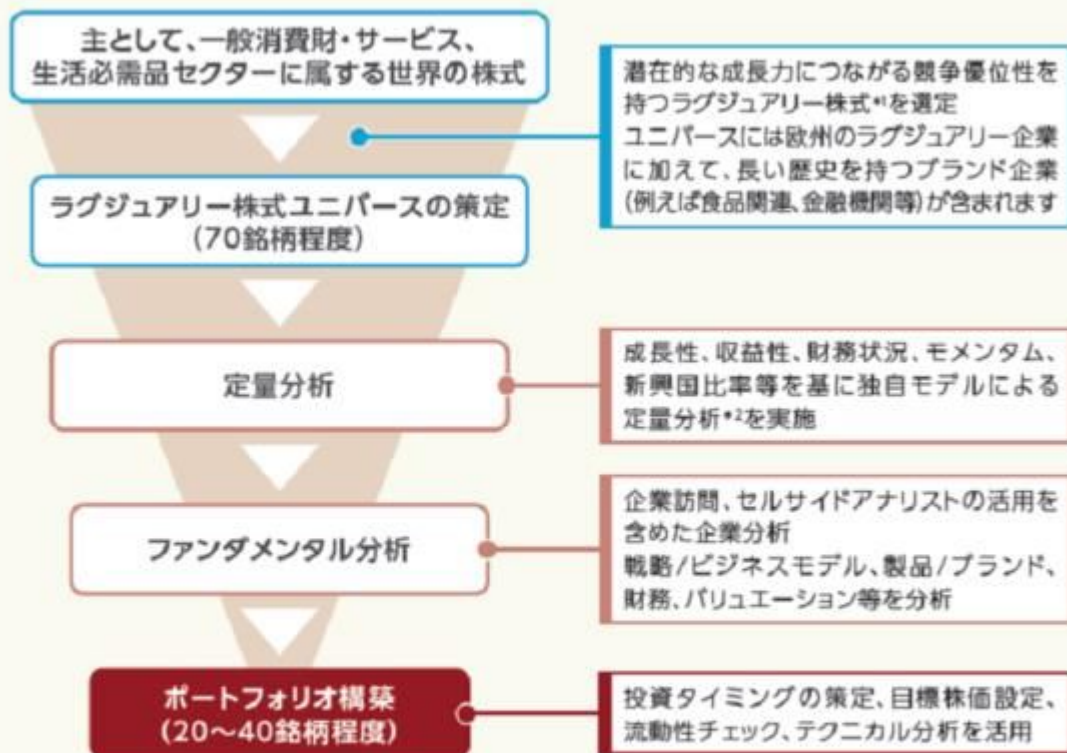 主として、一般消費財・サービス、
生活必需品セクターに属する世界の株式
潜在的な成長力につながる競争優位性を
持つラグジュアリー株式*1を選定
ユニバースには欧州のラグジュアリー企業
に加えて、長い歴史を持つブランド企業
(例えば食品関連、金融機関等)が含まれます
ラグジュアリー株式ユニバースの策定
(70銘柄程度)
定量分析
成長性、収益性、財務状況、モメンタム、
新興国比率等を基に独自モデルによる
定量分析*2を実施
ファンダメンタル分析
企業訪問、セルサイドアナリストの活用を
含めた企業分析
戦略/ビジネスモデル、製品/ブランド、
財務、バリュエーション等を分析
ポートフォリオ構築
(20〜40銘柄程度)
投資タイミングの策定、目標株価設定、
流動性チェック、テクニカル分析を活用